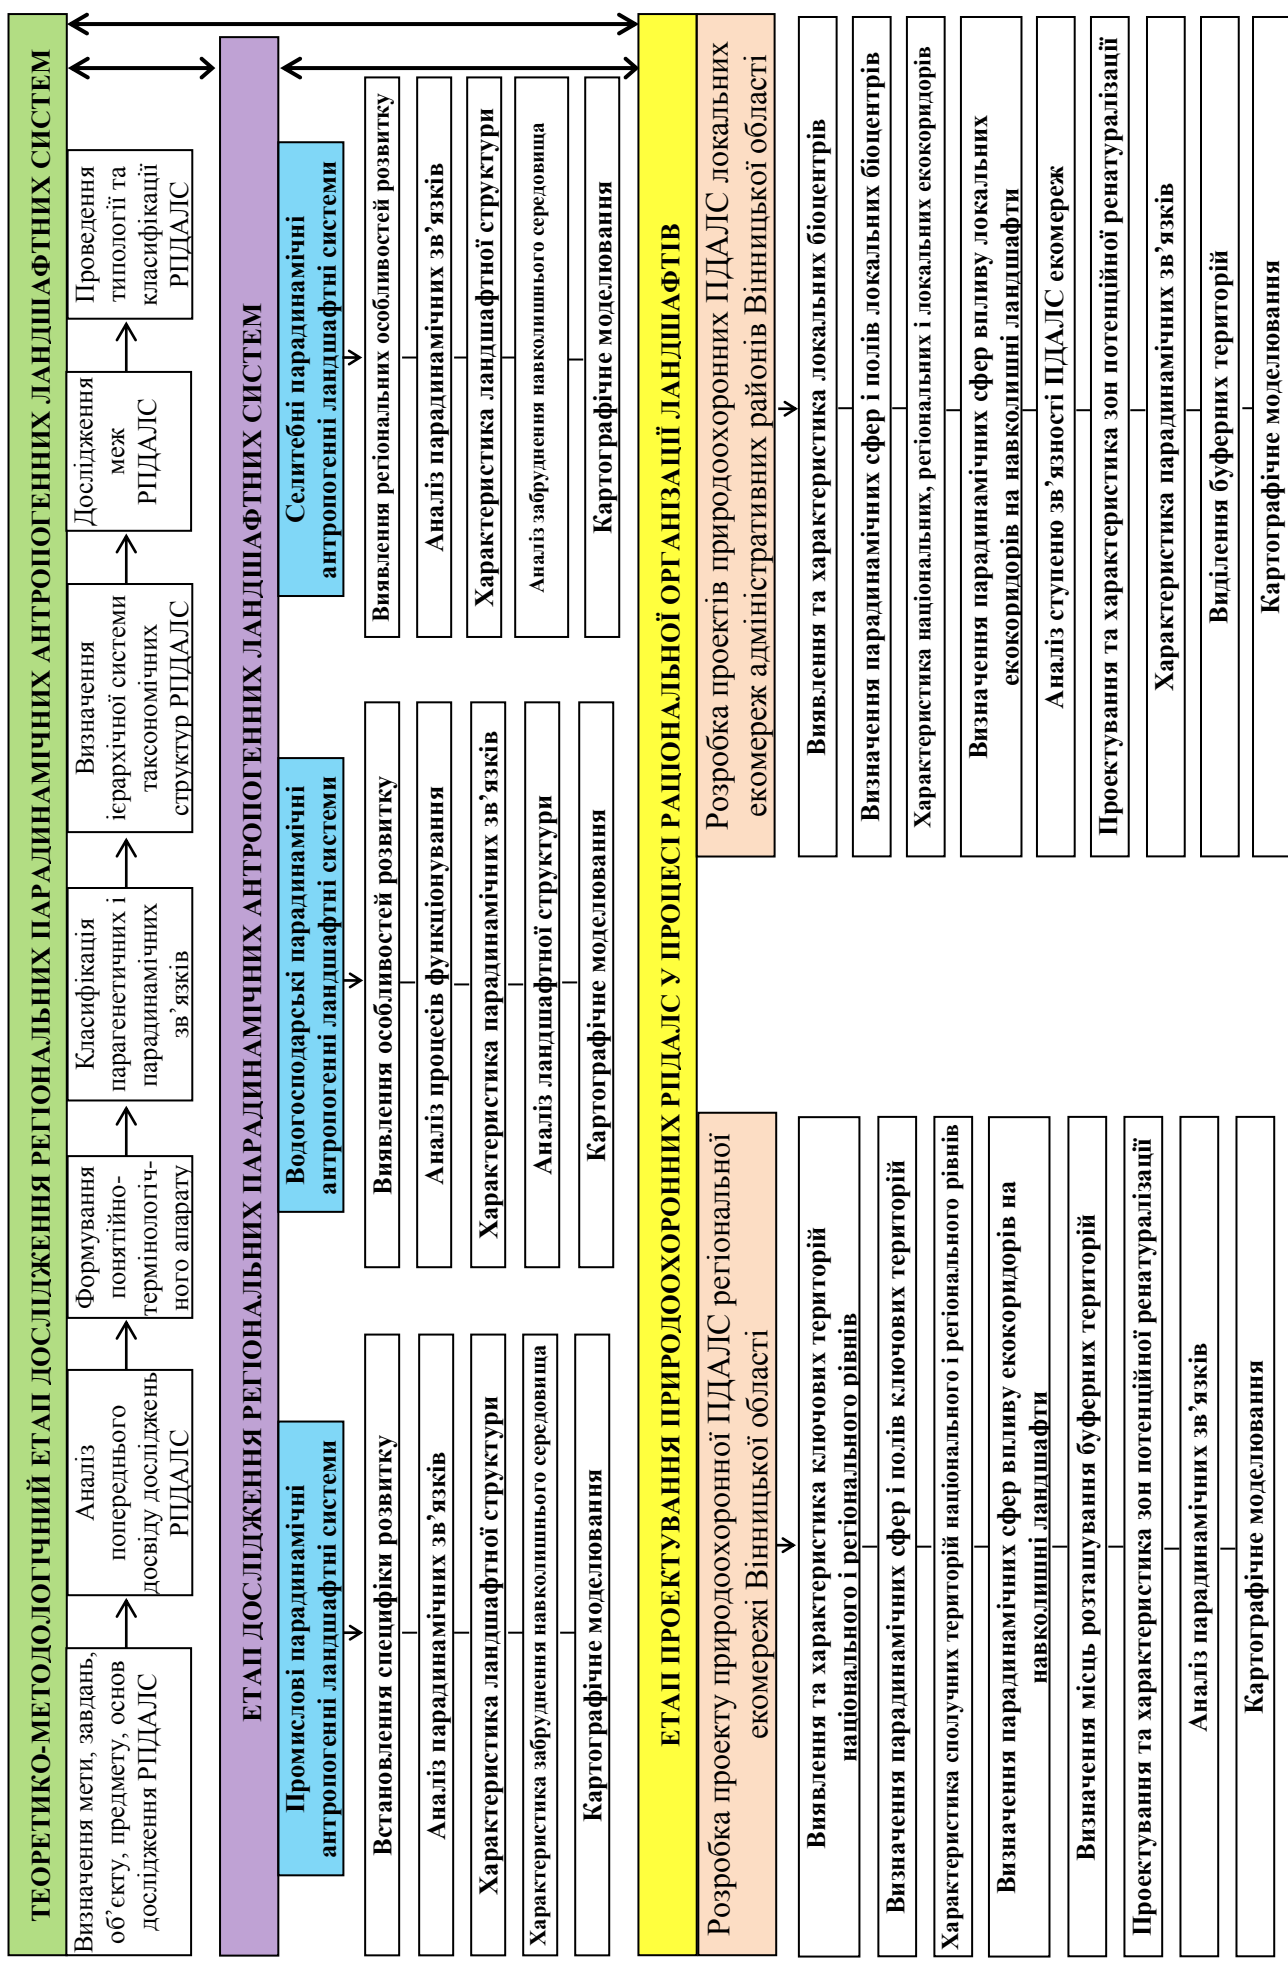 ТЕОРЕТИКО-МЕТОДОЛОГІЧНИЙ ЕТАП ДОСЛІДЖЕННЯ РЕГІОНАЛЬНИХ ПАРАДИНАМІЧНИХ АНТРОПОГЕННИХ ЛАНДШАФТНИХ СИСТЕМ
Визначення мети, завдань,
об’єкту, предмету, основ
дослідження РПДАЛС
Аналіз
попереднього
досвіду досліджень
РПДАЛС
Формування
понятійно-
термінологіч-
ного апарату
Класифікація
парагенетичних і
парадинамічних
зв’язків
Визначення
ієрархічної системи
таксономічних
структур РПДАЛС
Дослідження
меж
РПДАЛС
Проведення
типології та
класифікації
РПДАЛС
ЕТАП ДОСЛІДЖЕННЯ РЕГІОНАЛЬНИХ ПАРАДИНАМІЧНИХ АНТРОПОГЕННИХ ЛАНДШАФТНИХ СИСТЕМ
Промислові парадинамічні
антропогенні ландшафтні системи
Встановлення специфіки розвитку
Аналіз парадинамічних зв’язків
Характеристика ландшафтної структури
Характеристика забруднення навколишнього середовища
Картографічне моделювання
Водогосподарські парадинамічні
антропогенні ландшафтні системи
Виявлення особливостей розвитку
Аналіз процесів функціонування
Характеристика парадинамічних зв’язків
Аналіз ландшафтної структури
Картографічне моделювання
Селитебні парадинамічні
антропогенні ландшафтні системи
Виявлення регіональних особливостей розвитку
Аналіз парадинамічних зв’язків
Характеристика ландшафтної структури
Аналіз забруднення навколишнього середовища
Картографічне моделювання
ЕТАП ПРОЕКТУВАННЯ ПРИРОДООХОРОННИХ РПДАЛС У ПРОЦЕСІ РАЦІОНАЛЬНОЇ ОРГАНІЗАЦІЇ ЛАНДШАФТІВ
Розробка проекту природоохоронної ПДАЛС регіональної
екомережі Вінницької області
Виявлення та характеристика ключових територій
національного і регіонального рівнів
Визначення парадинамічних сфер і полів ключових територій
Характеристика сполучних територій національного і регіонального рівнів
Визначення парадинамічних сфер впливу екокоридорів на
навколишні ландшафти
Визначення місць розташування буферних територій
Проектування та характеристика зон потенційної ренатуралізації
Аналіз парадинамічних зв’язків
Картографічне моделювання
Розробка проектів природоохоронних ПДАЛС локальних
екомереж адміністративних районів Вінницької області
Виявлення та характеристика локальних біоцентрів
Визначення парадинамічних сфер і полів локальних біоцентрів
Характеристика національних, регіональних і локальних екокоридорів
Визначення парадинамічних сфер впливу локальних
екокоридорів на навколишні ландшафти
Аналіз ступеню зв’язності ПДАЛС екомереж
Проектування та характеристика зон потенційної ренатуралізації
Характеристика парадинамічних зв’язків
Виділення буферних територій
Картографічне моделювання